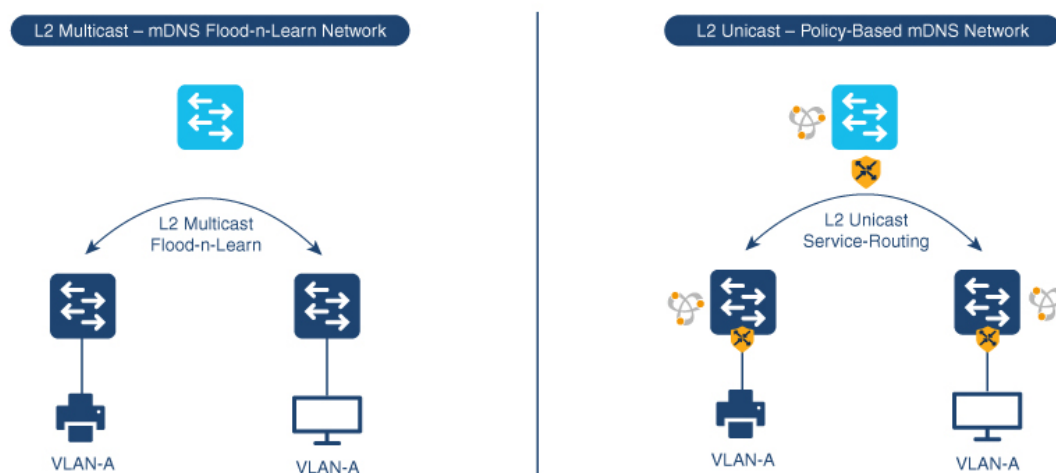 L2 Multicast – mDNS Flood-n-Learn Network
L2 Multicast
Flood-n-Learn
VLAN-A
VLAN-A
L2 Unicast – Policy-Based mDNS Network
L2 Unicast
Service-Routing
VLAN-A
VLAN-A